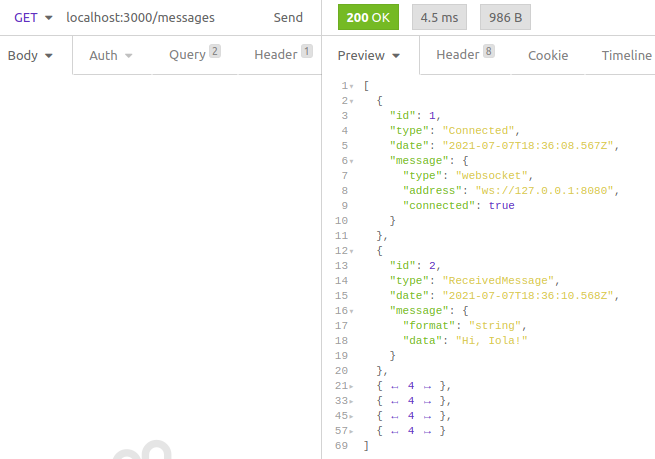 GET localhost:3000/messages Send 200 OK 4.5 ms 986 B
Body Auth Query 2 Header 1 Preview Header 8 Cookie Timeline
1 [
2 {
3 "id": 1,
4 "type": "Connected",
5 "date": "2021-07-07T18:36:08.567Z",
6 "message": {
7 "type": "websocket",
8 "address": "ws://127.0.0.1:8080",
9 "connected": true
10 }
11 },
12 {
13 "id": 2,
14 "type": "ReceivedMessage",
15 "date": "2021-07-07T18:36:10.568Z",
16 "message": {
17 "format": "string",
18 "data": "Hi, Iola!"
19 }
20 },
21 { ↔ 4 ↔ },
33 { ↔ 4 ↔ },
45 { ↔ 4 ↔ },
57 { ↔ 4 ↔ }
69 ]